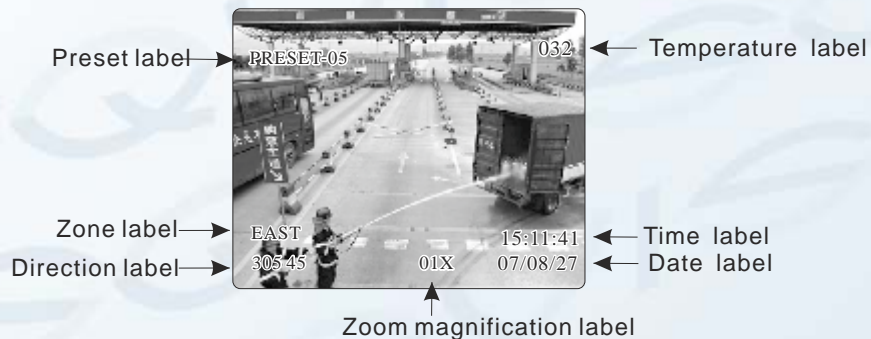 Preset label
PRESET-05
032
Temperature label
Zone label
EAST
15:11:41
Time label
Direction label
305 45
01X
07/08/27
Date label
Zoom magnification label